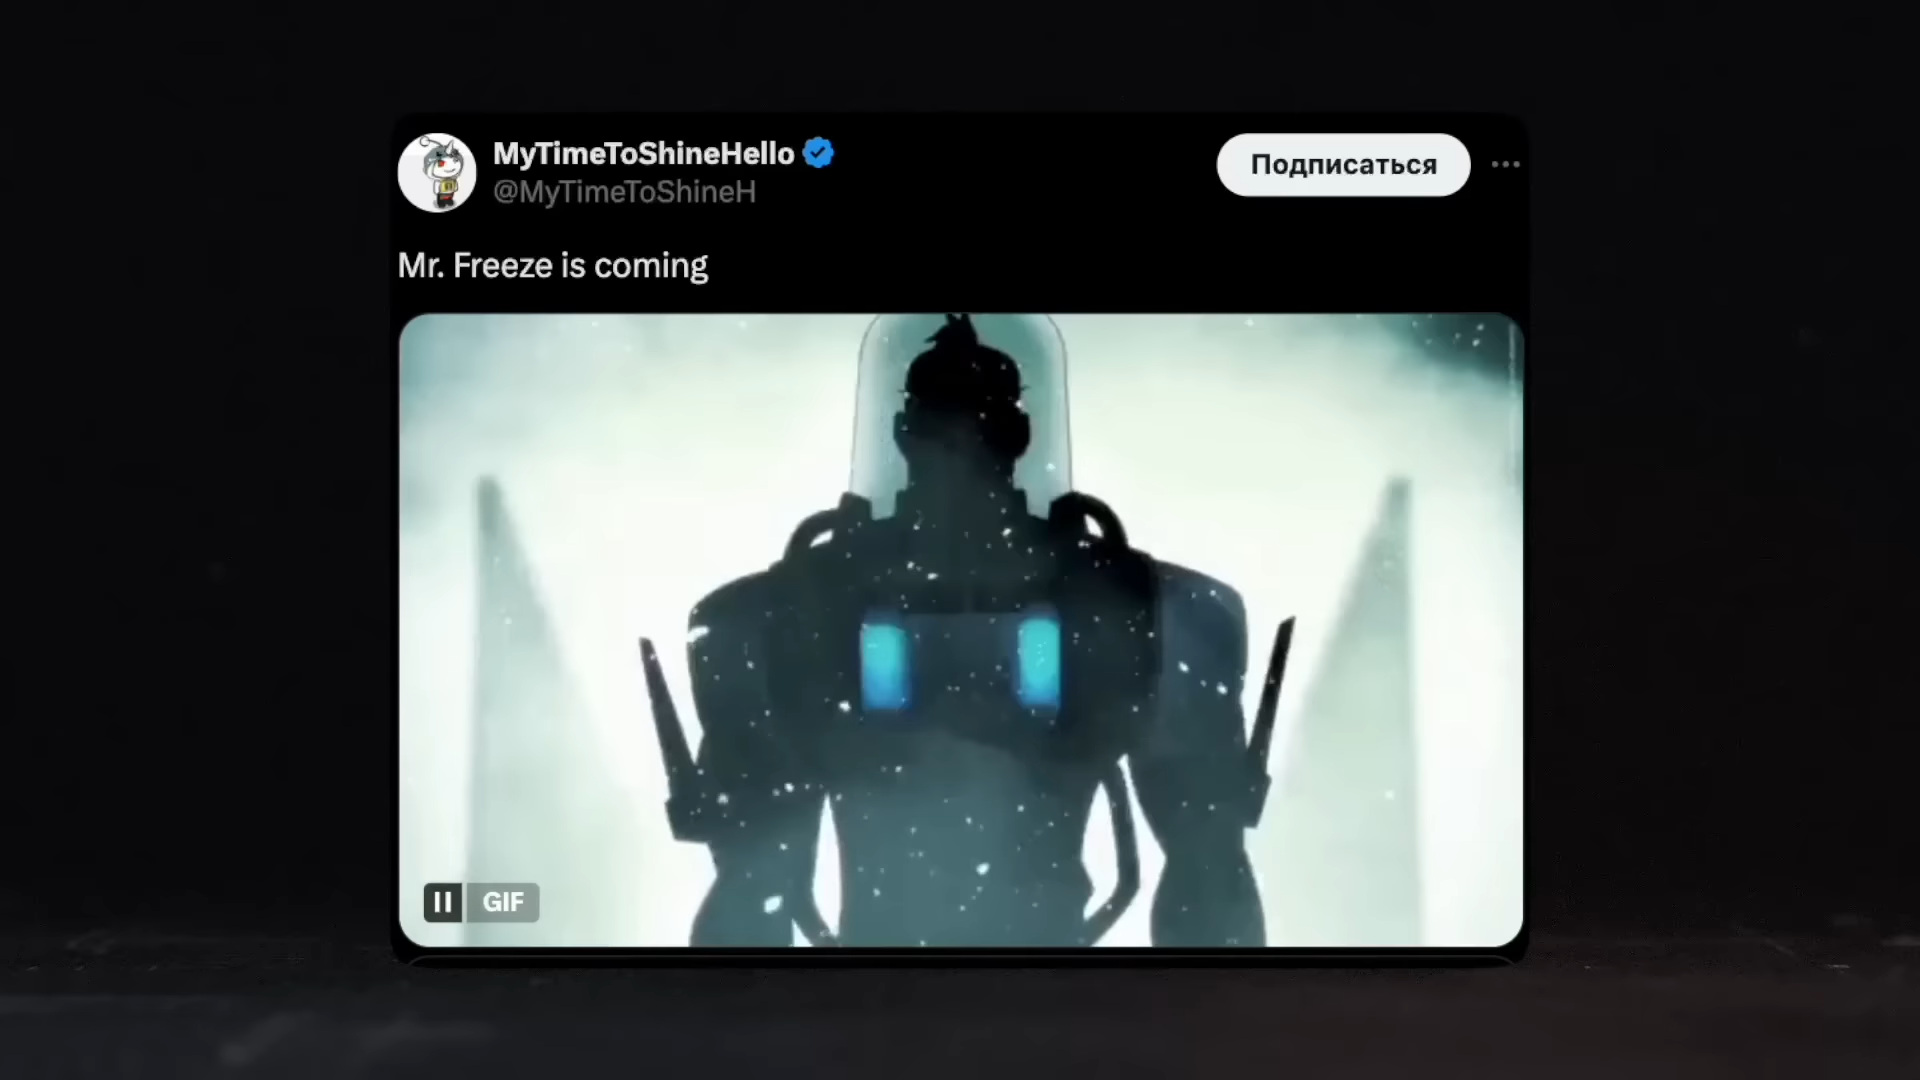 MyTimeToShineHello
@MyTimeToShineH
Подписаться
Mr. Freeze is coming
GIF